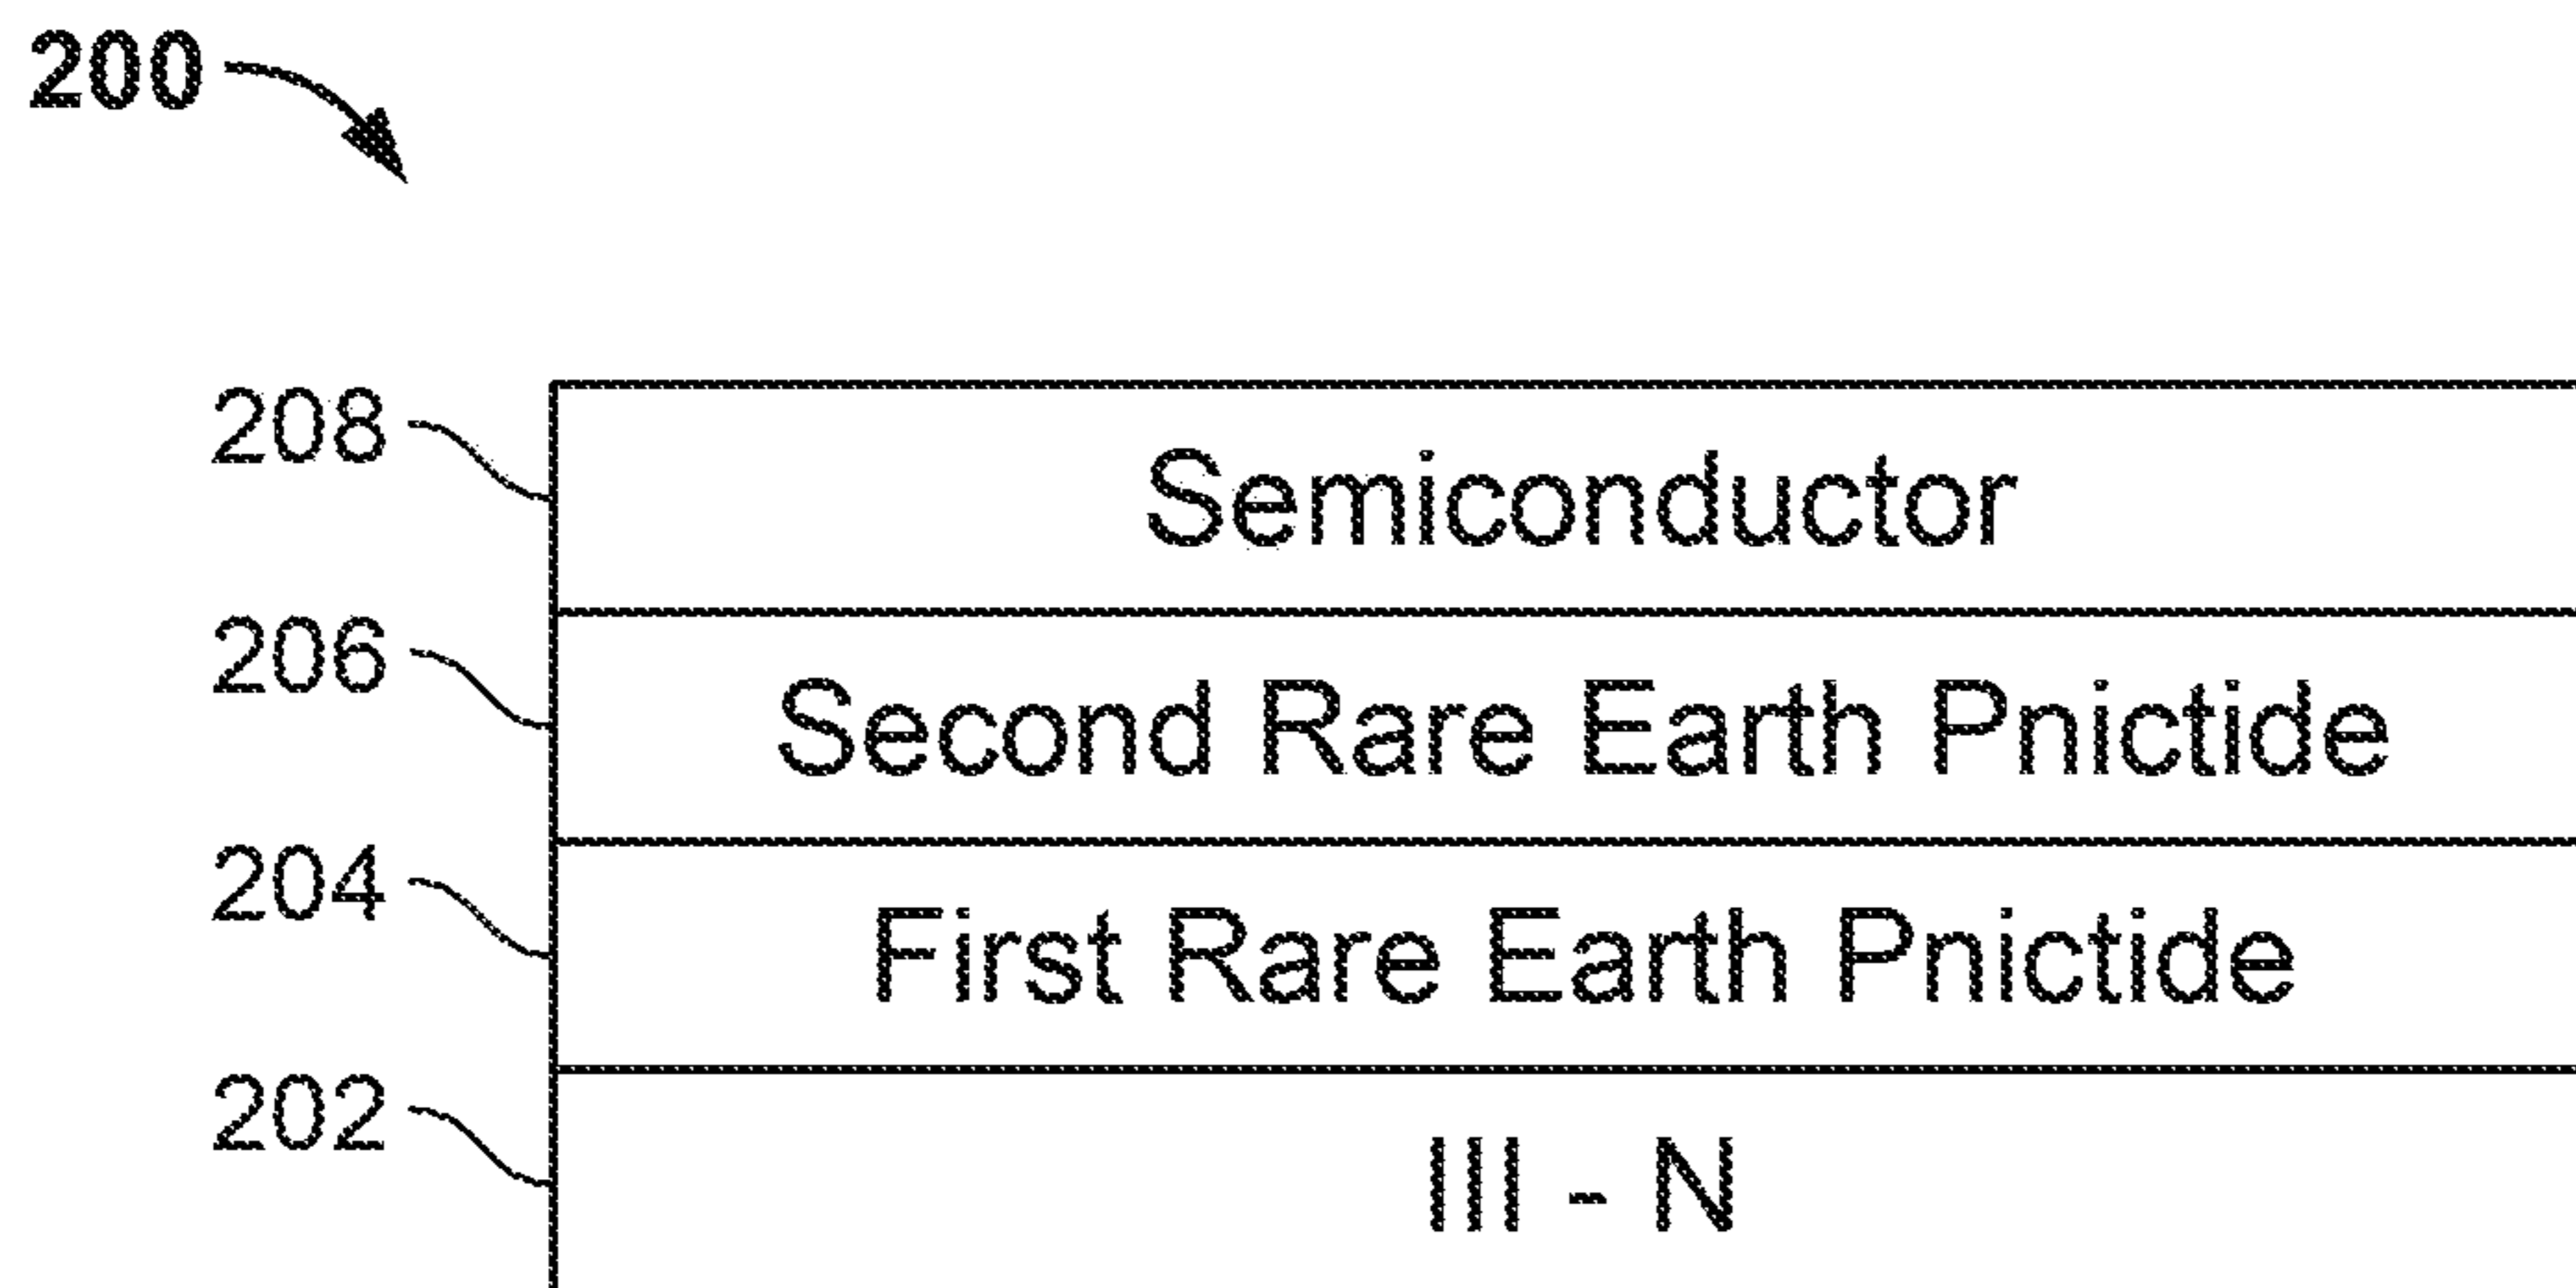 200
208 Semiconductor
206 Second Rare Earth Pnictide
204 First Rare Earth Pnictide
202 III - N